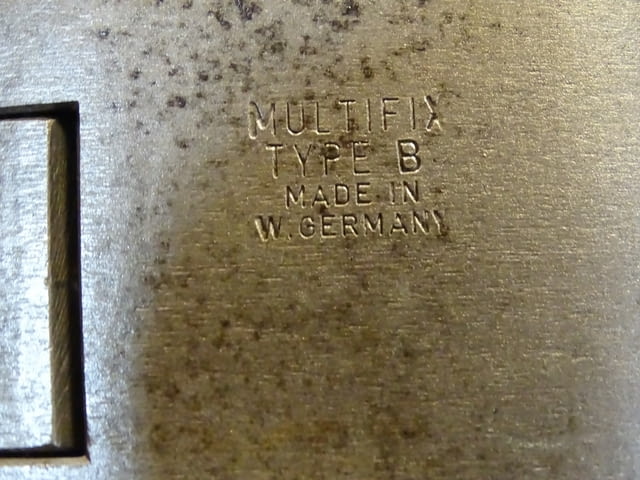 MULTIFIX
TYPE B
MADE IN
W. GERMANY